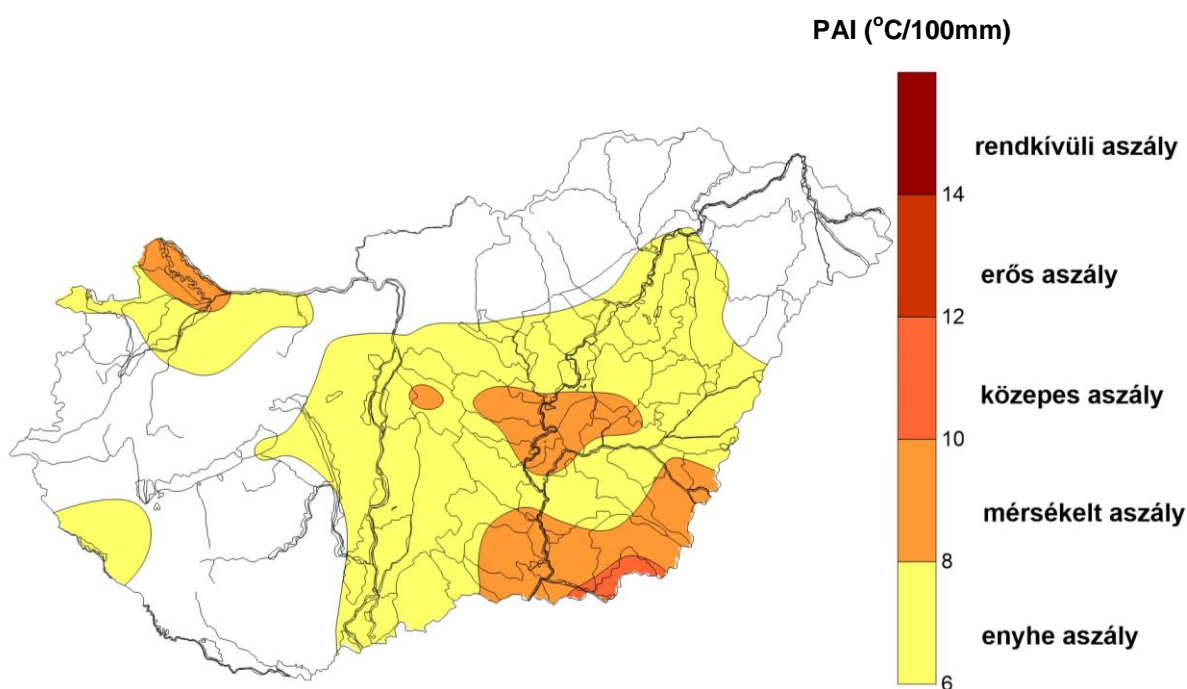 PAI (°C/100mm)
rendkívüli aszály
14
erős aszály
12
közepes aszály
10
mérsékelt aszály
8
enyhe aszály
6